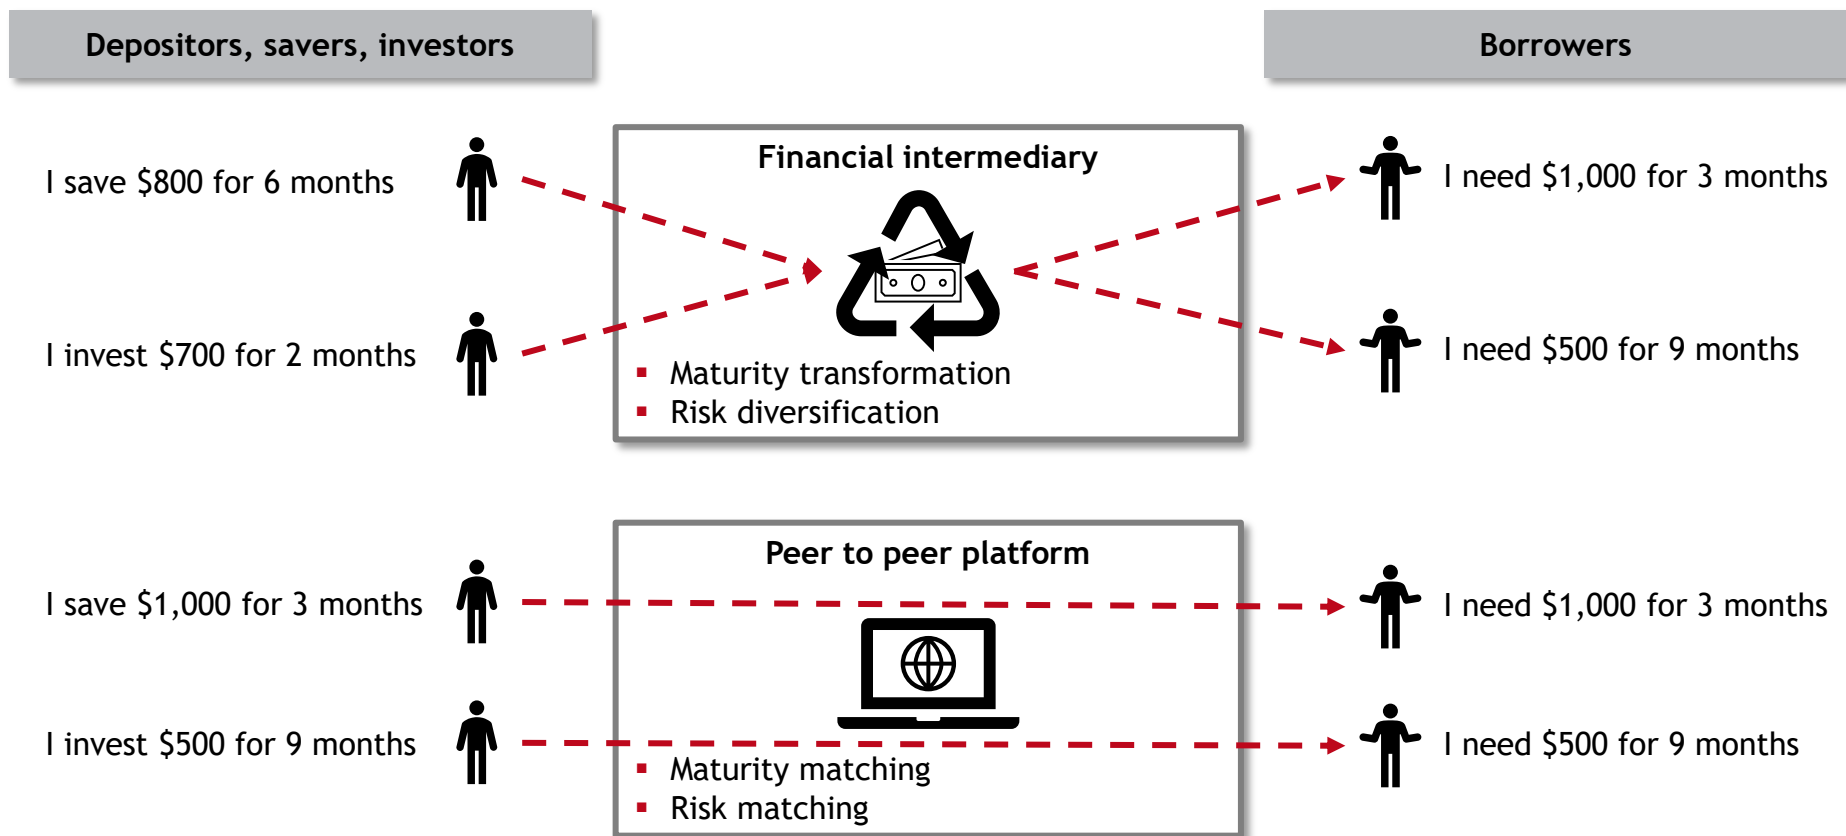 Depositors, savers, investors
Borrowers
Financial intermediary
I save $800 for 6 months
I need $1,000 for 3 months
I invest $700 for 2 months
I need $500 for 9 months
▪ Maturity transformation
▪ Risk diversification
Peer to peer platform
I save $1,000 for 3 months
I need $1,000 for 3 months
I invest $500 for 9 months
I need $500 for 9 months
▪ Maturity matching
▪ Risk matching